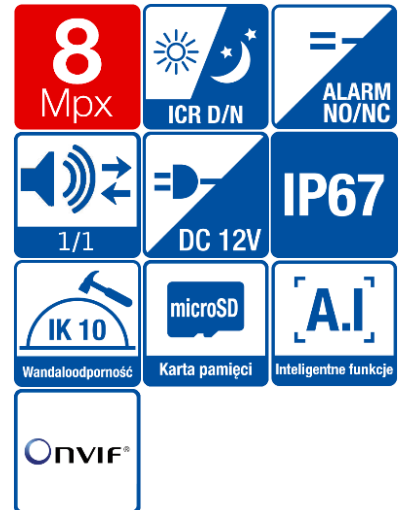 8
Mpx
ICR D/N
ALARM
NO/NC
1/1
DC 12V
IP67
IK 10
Wandaloodporność
microSD
Karta pamięci
A.I
Inteligentne funkcje
ONVIF®